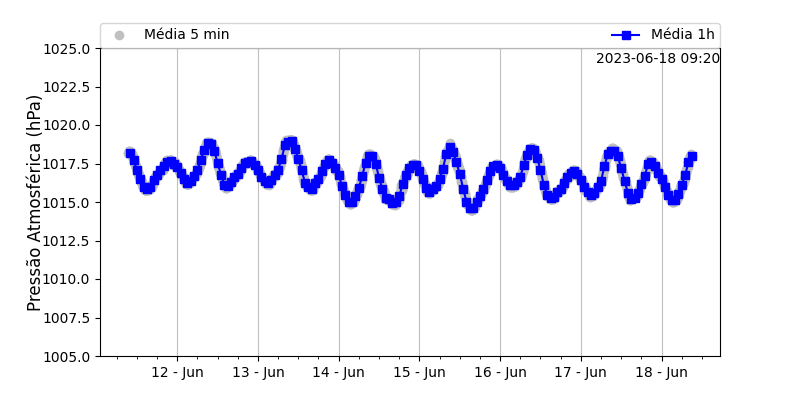 Média 5 min
Média 1h
2023-06-18 09:20
Pressão Atmosférica (hPa)
1025.0
1022.5
1020.0
1017.5
1015.0
1012.5
1010.0
1007.5
1005.0
12 - Jun
13 - Jun
14 - Jun
15 - Jun
16 - Jun
17 - Jun
18 - Jun